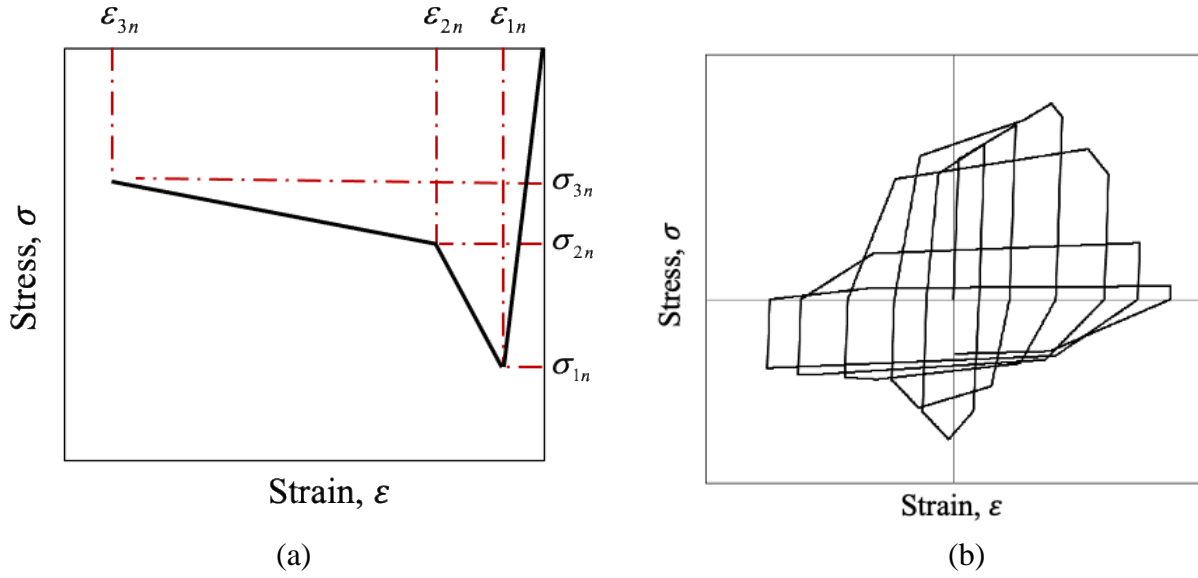 ε3n ε2n ε1n
σ3n
σ2n
σ1n
Stress, σ
Strain, ε
(a)
Stress, σ
Strain, ε
(b)